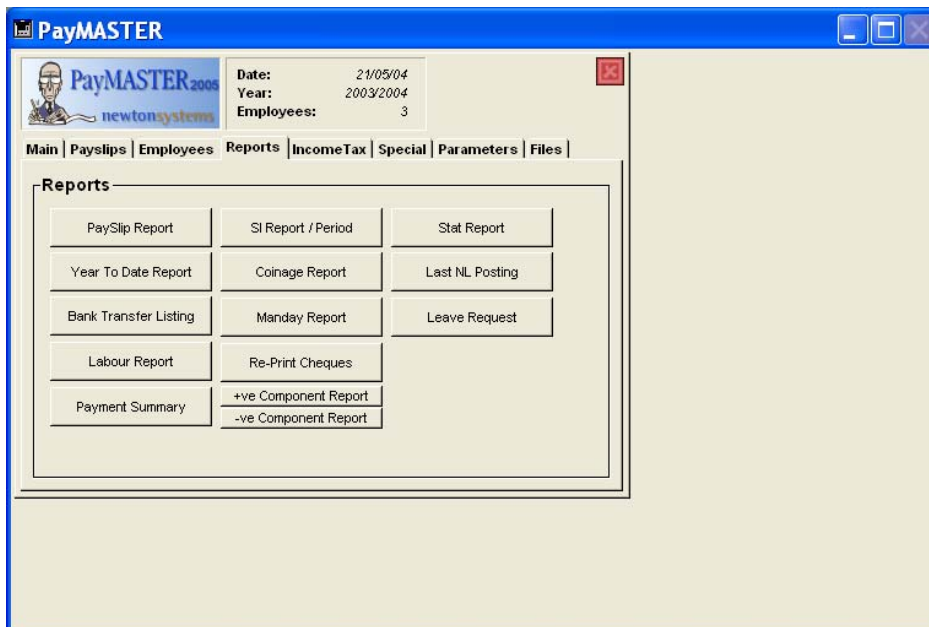 PayMASTER
PayMASTER 2005
newtonsystems
Date: 21/05/04
Year: 2003/2004
Employees: 3
Main Payslips Employees Reports IncomeTax Special Parameters Files
Reports
PaySlip Report SI Report / Period Stat Report
Year To Date Report Coinage Report Last NL Posting
Bank Transfer Listing Manday Report Leave Request
Labour Report Re-Print Cheques
Payment Summary +ve Component Report
-ve Component Report